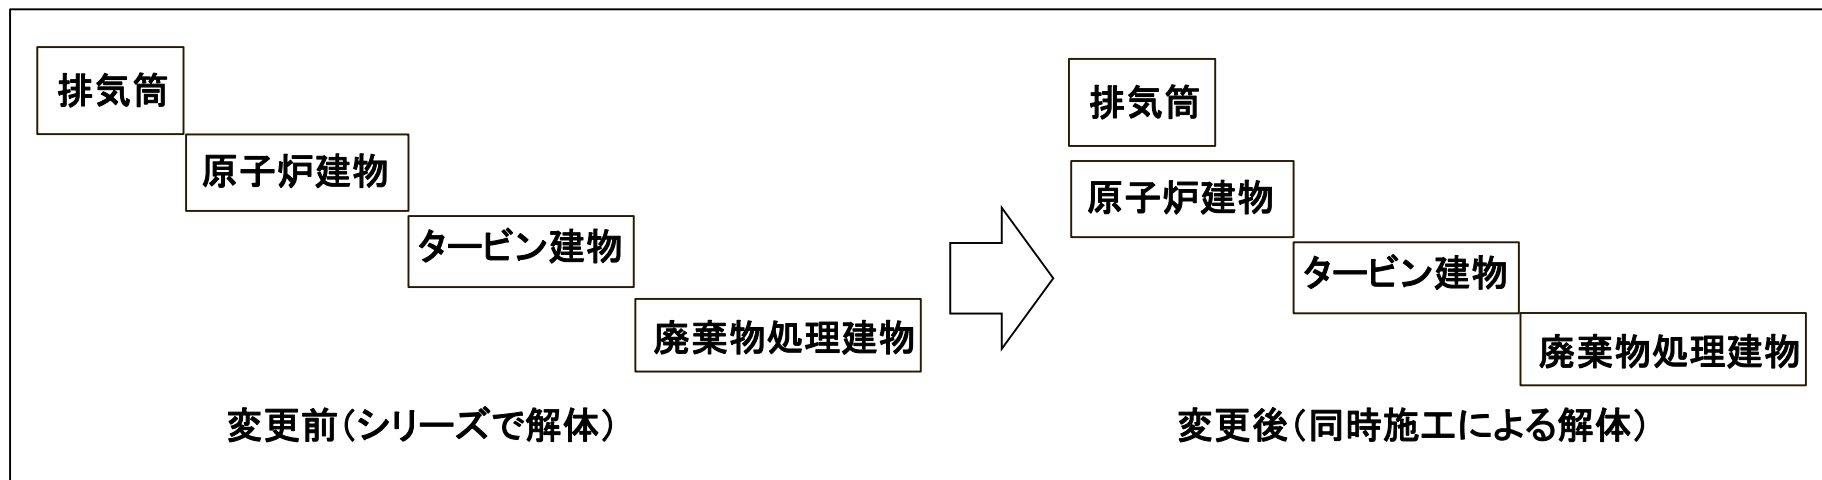 排気筒
原子炉建物
タービン建物
廃棄物処理建物
変更前(シリーズで解体)
排気筒
原子炉建物
タービン建物
廃棄物処理建物
変更後(同時施工による解体)